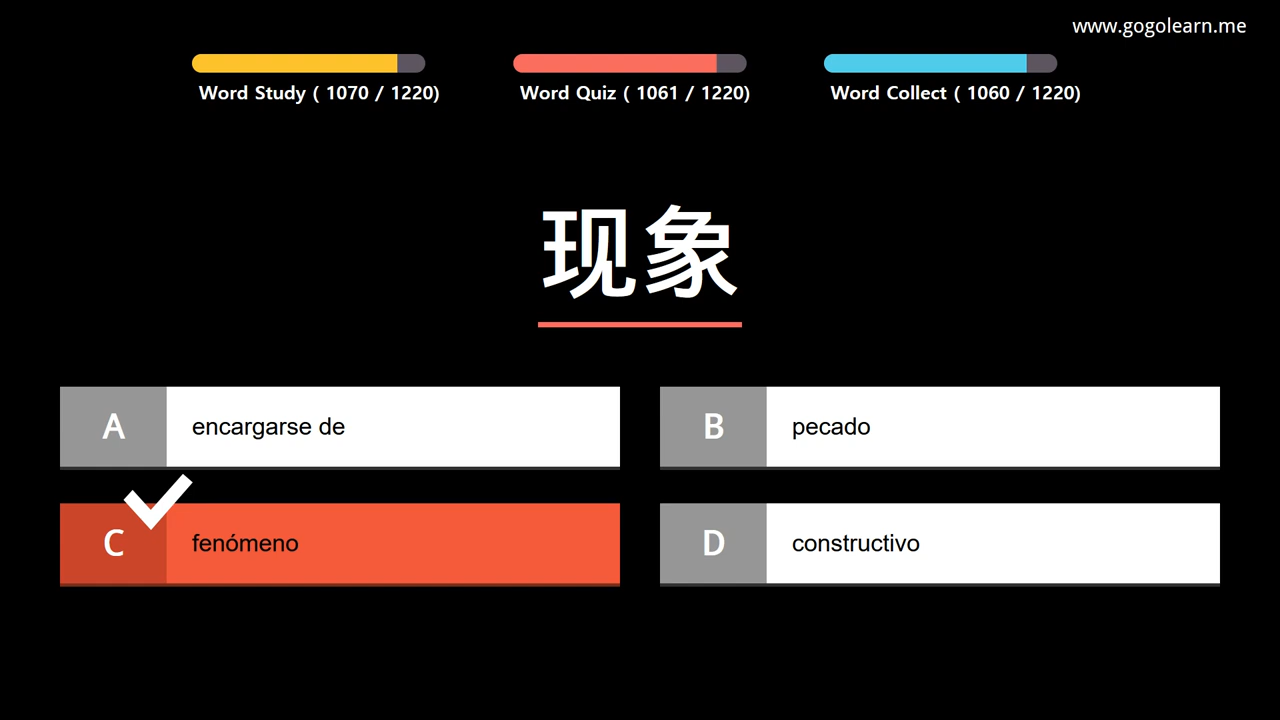 www.gogolearn.me
Word Study ( 1070 / 1220)
Word Quiz ( 1061 / 1220)
Word Collect ( 1060 / 1220)
现象
A encargarse de
B pecado
C fenómeno
D constructivo